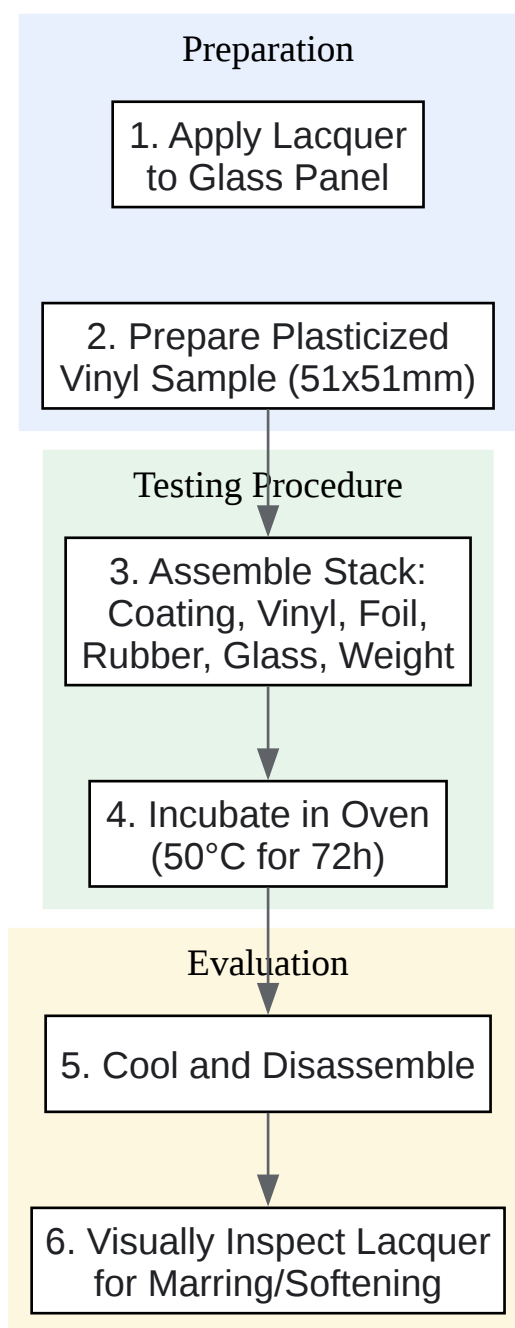 Preparation
1. Apply Lacquer
to Glass Panel
2. Prepare Plasticized
Vinyl Sample (51x51mm)
Testing Procedure
3. Assemble Stack:
Coating, Vinyl, Foil,
Rubber, Glass, Weight
4. Incubate in Oven
(50°C for 72h)
Evaluation
5. Cool and Disassemble
6. Visually Inspect Lacquer
for Marring/Softening